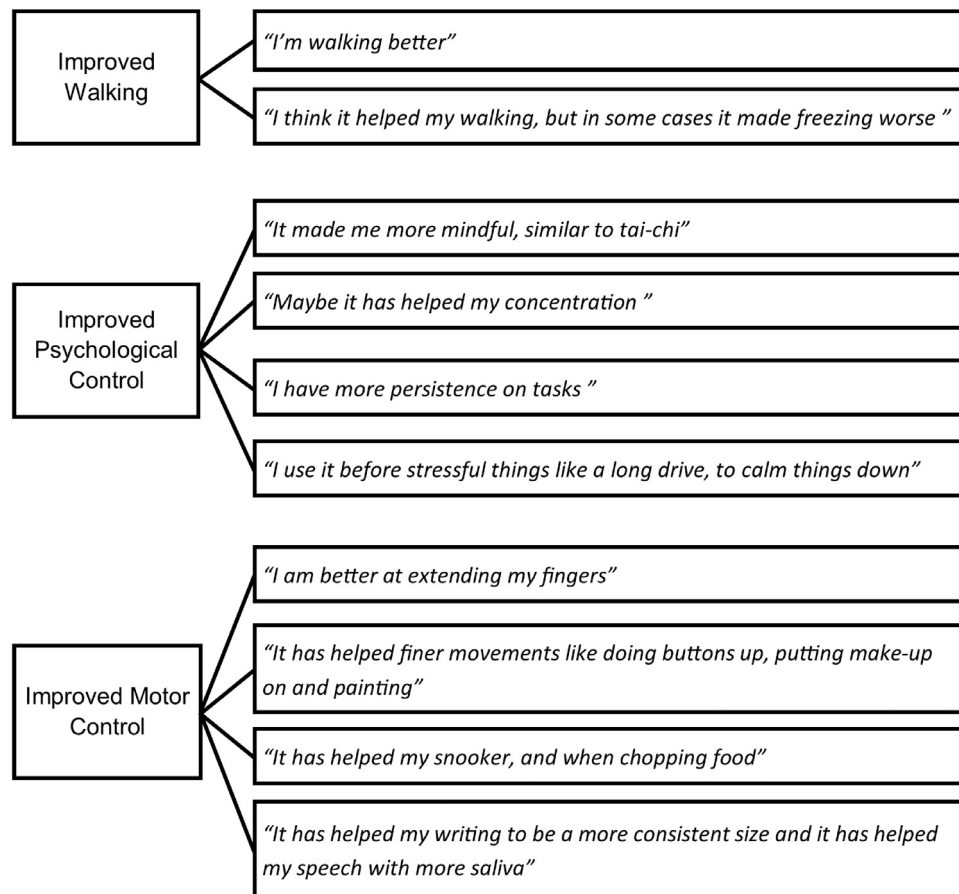 Improved
Walking
“I’m walking better”
“I think it helped my walking, but in some cases it made freezing worse ”
Improved
Psychological
Control
“It made me more mindful, similar to tai-chi”
“Maybe it has helped my concentration ”
“I have more persistence on tasks ”
“I use it before stressful things like a long drive, to calm things down”
Improved Motor
Control
“I am better at extending my fingers”
“It has helped finer movements like doing buttons up, putting make-up
on and painting”
“It has helped my snooker, and when chopping food”
“It has helped my writing to be a more consistent size and it has helped
my speech with more saliva”